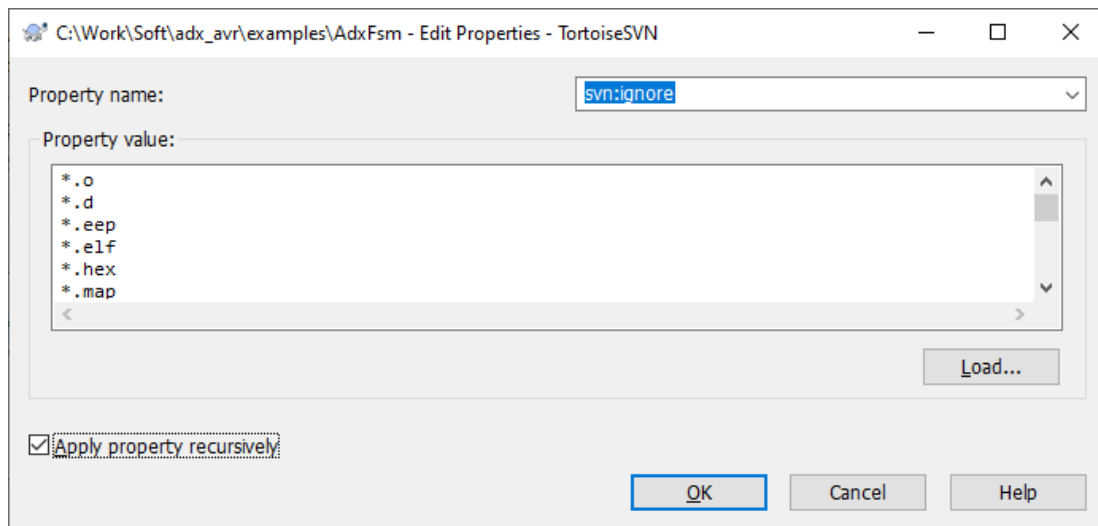 C:\Work\Soft\adx_avr\examples\AdxFsm - Edit Properties - TortoiseSVN
Property name: svn:ignore
Property value:
*.o
*.d
*.eep
*.elf
*.hex
*.map
Load...
Apply property recursively
OK Cancel Help